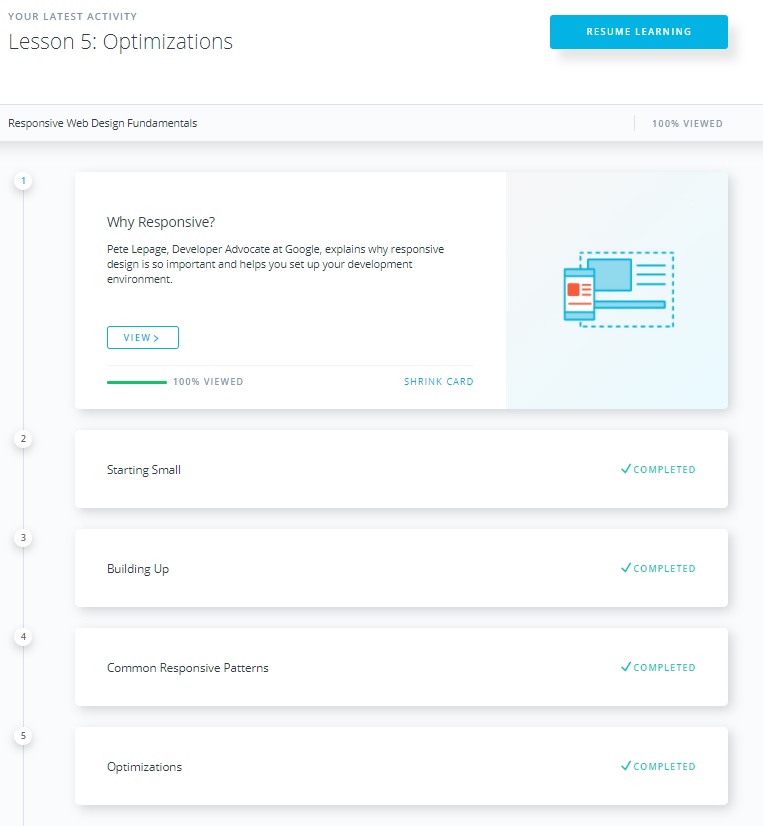 YOUR LATEST ACTIVITY
Lesson 5: Optimizations
RESUME LEARNING
Responsive Web Design Fundamentals
100% VIEWED
1
Why Responsive?
Pete Lepage, Developer Advocate at Google, explains why responsive
design is so important and helps you set up your development
environment.
VIEW >
100% VIEWED
SHRINK CARD
2
Starting Small
✓ COMPLETED
3
Building Up
✓ COMPLETED
4
Common Responsive Patterns
✓ COMPLETED
5
Optimizations
✓ COMPLETED